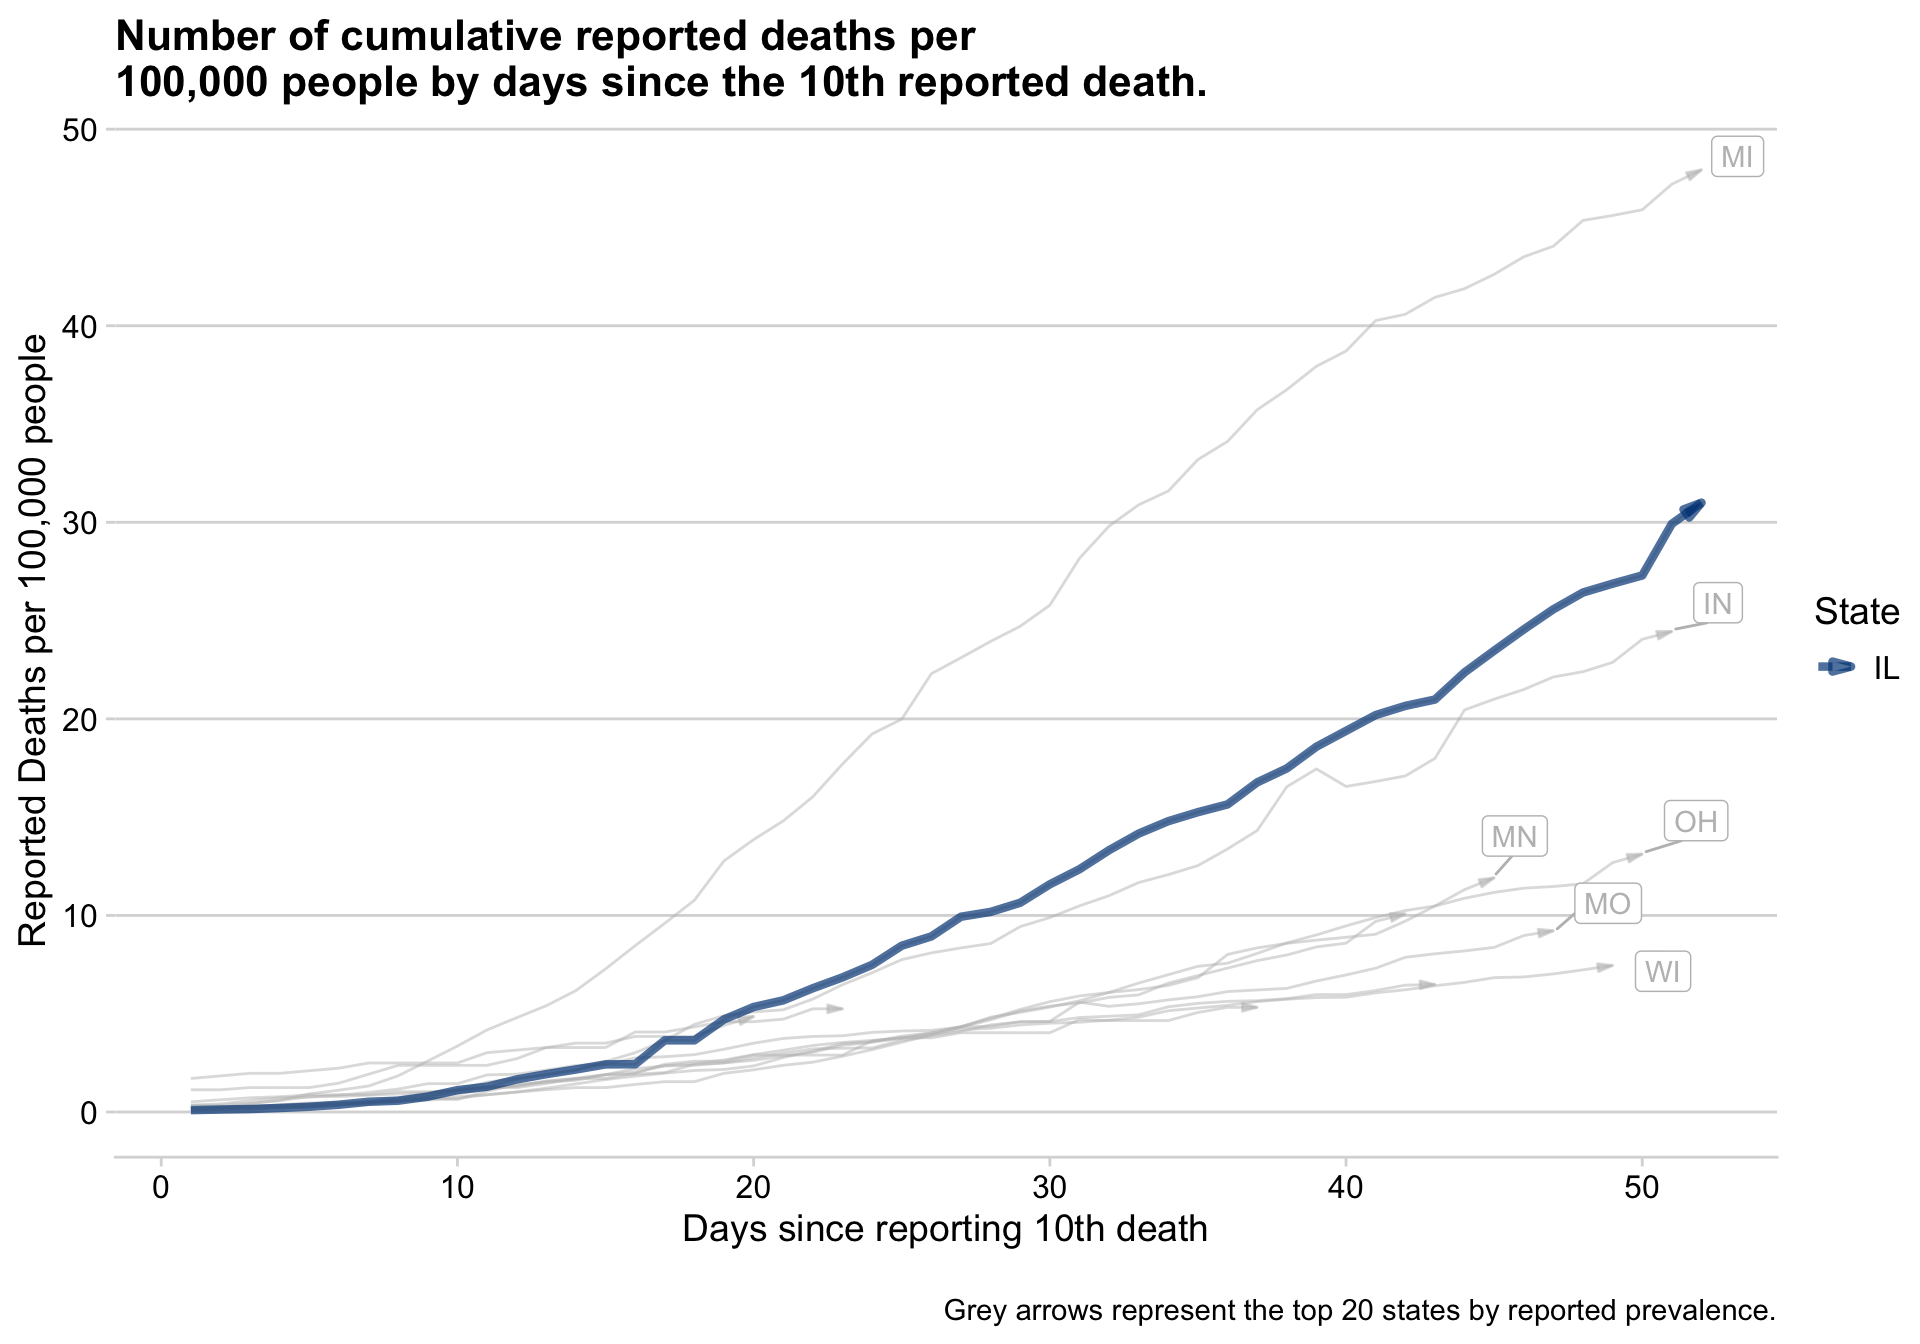 Number of cumulative reported deaths per
100,000 people by days since the 10th reported death.
Reported Deaths per 100,000 people
50
40
30
20
10
0
MI
IN
OH
MN
MO
WI
State
IL
0 10 20 30 40 50
Days since reporting 10th death
Grey arrows represent the top 20 states by reported prevalence.